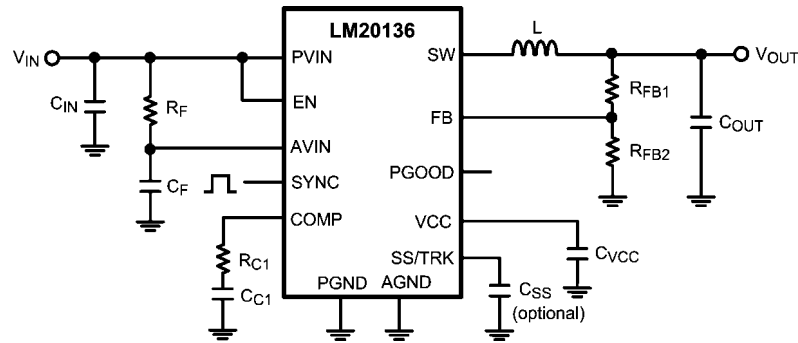 LM20136
VIN
PVIN
EN
AVIN
SYNC
COMP
PGND
AGND
SW
FB
PGOOD
VCC
SS/TRK
CIN
RF
CF
RC1
CC1
L
VOUT
RFB1
RFB2
COUT
CVCC
CSS
(optional)